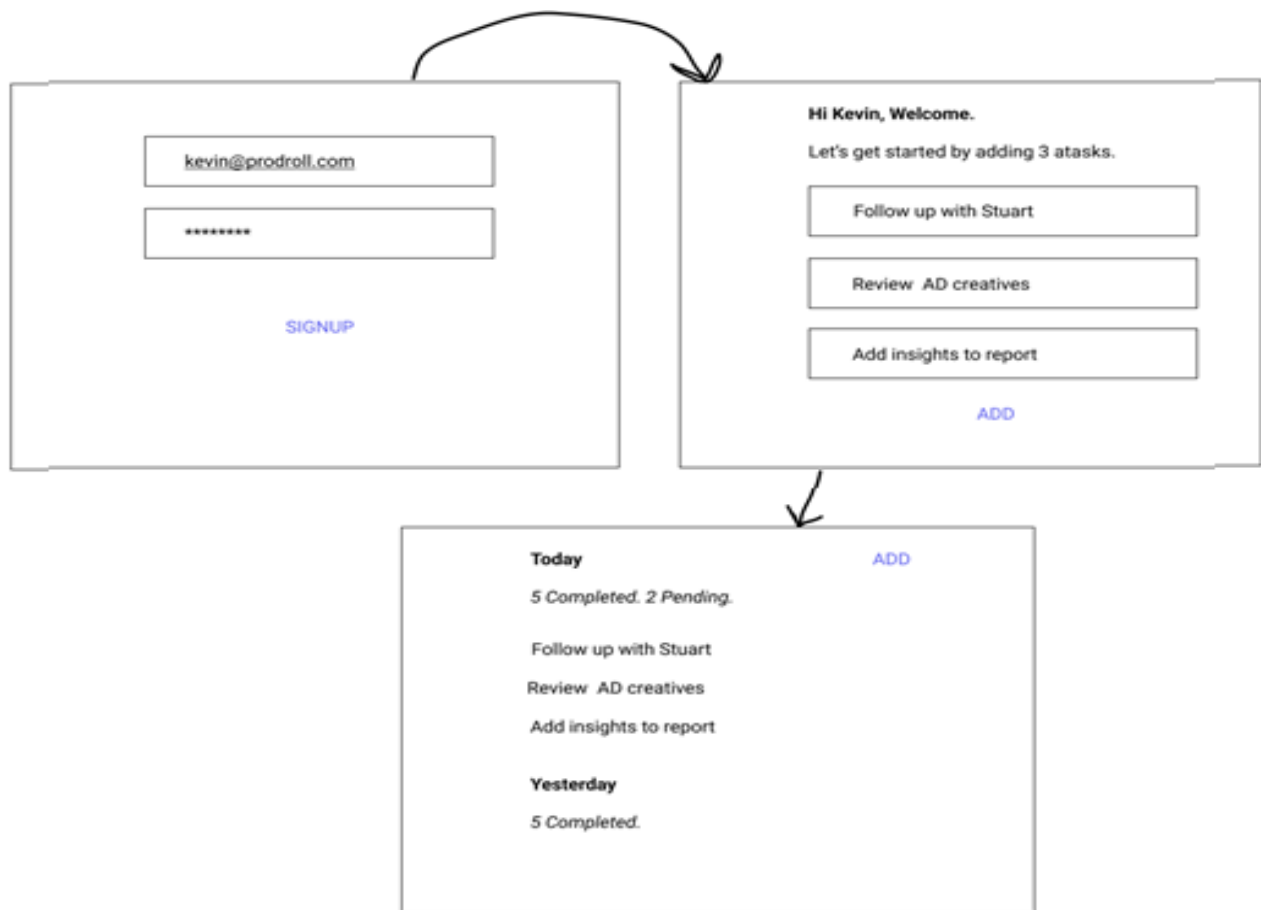 kevin@prodroll.com
********
SIGNUP
Hi Kevin, Welcome.
Let's get started by adding 3 atasks.
Follow up with Stuart
Review  AD creatives
Add insights to report
ADD
Today
ADD
5 Completed. 2 Pending.
Follow up with Stuart
Review  AD creatives
Add insights to report
Yesterday
5 Completed.